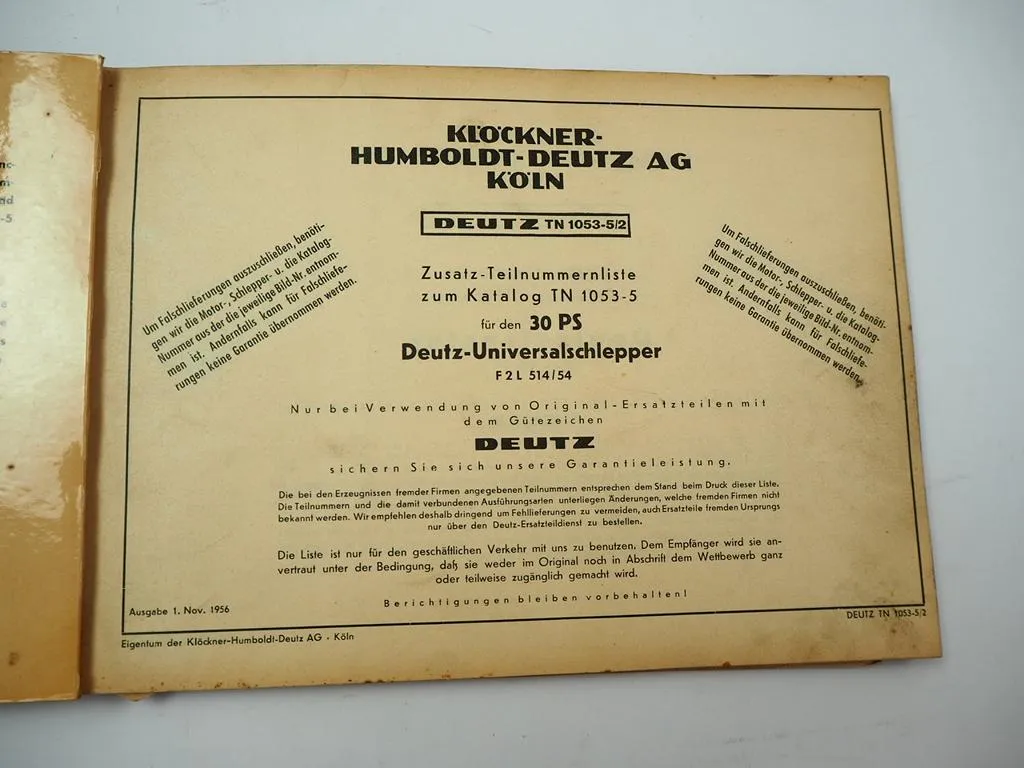 nd
-5
KLÖCKNER-
HUMBOLDT-DEUTZ AG
KÖLN
DEUTZ TN 1053-5/2
Um Falschlieferungen auszuschließen, benöti-
gen wir die Motor-, Schlepper- u. die Katalog-
Nummer aus der die jeweilige Bild-Nr. entnom-
men ist. Andernfalls kann für Falschliefe-
rungen keine Garantie übernommen werden.
Um Falschlieferungen auszuschließen, benöti-
gen wir die Motor-, Schlepper- u. die Katalog-
Nummer aus der die jeweilige Bild-Nr. entnom-
men ist. Andernfalls kann für Falschliefe-
rungen keine Garantie übernommen werden.
Zusatz-Teilnummernliste
zum Katalog TN 1053-5
für den 30 PS
Deutz-Universalschlepper
F2L 514/54
Nur bei Verwendung von Original-Ersatzteilen mit
dem Gütezeichen
DEUTZ
sichern Sie sich unsere Garantieleistung.
Die bei den Erzeugnissen fremder Firmen angegebenen Teilnummern entsprechen dem Stand beim Druck dieser Liste.
Die Teilnummern und die damit verbundenen Ausführungsarten unterliegen Änderungen, welche fremden Firmen nicht
bekannt werden. Wir empfehlen deshalb dringend um Fehllieferungen zu vermeiden, auch Ersatzteile fremden Ursprungs
nur über den Deutz-Ersatzteildienst zu bestellen.
Die Liste ist nur für den geschäftlichen Verkehr mit uns zu benutzen. Dem Empfänger wird sie an-
vertraut unter der Bedingung, daß sie weder im Original noch in Abschrift dem Wettbewerb ganz
oder teilweise zugänglich gemacht wird.
Berichtigungen bleiben vorbehalten!
Ausgabe 1. Nov. 1956
DEUTZ TN 1053-5/2
Eigentum der Klöckner-Humboldt-Deutz AG · Köln